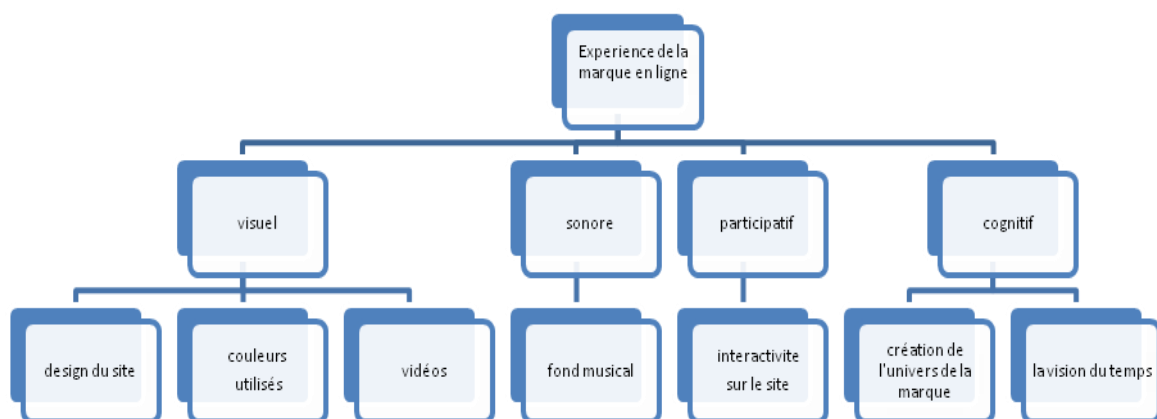 Experience de la
marque en ligne
visuel
sonore
participatif
cognitif
design du site
couleurs
utilisés
vidéos
fond musical
interactivite
sur le site
création de
l'univers de la
marque
la vision du temps